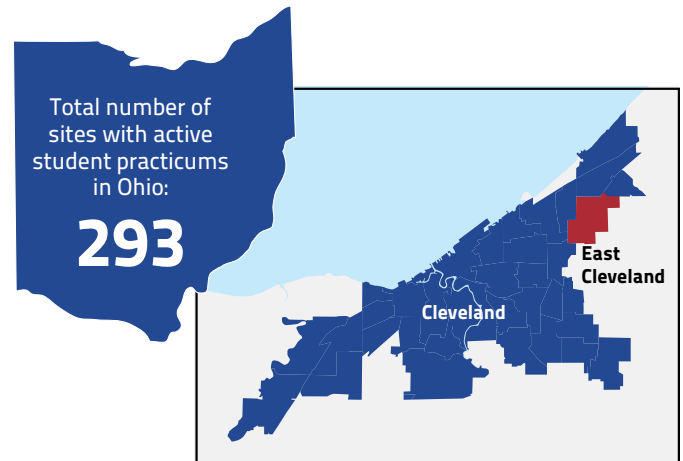 Total number of
sites with active
student practicums
in Ohio:
293
East
Cleveland
Cleveland